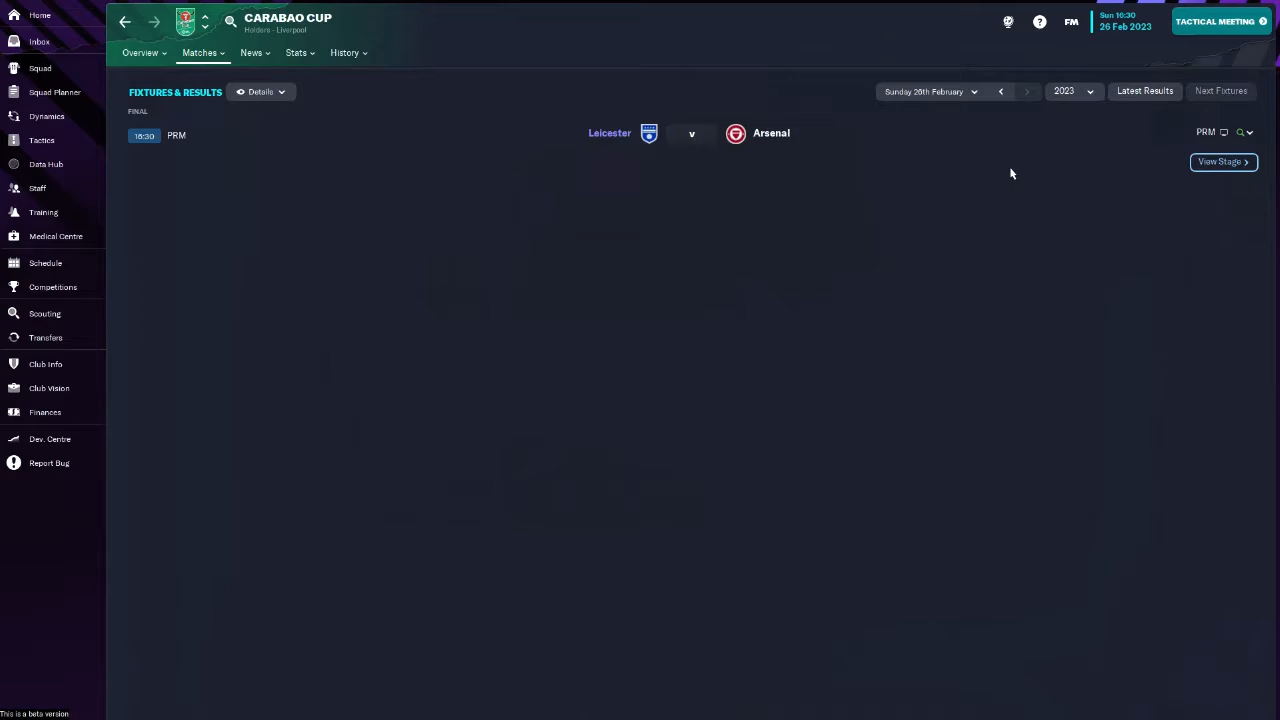 Home
Inbox
Squad
Squad Planner
Dynamics
Tactics
Data Hub
Staff
Training
Medical Centre
Schedule
Competitions
Scouting
Transfers
Club Info
Club Vision
Finances
Dev. Centre
Report Bug
This is a beta version
CARABAO CUP
Holders - Liverpool
FM
Sun 16:30
26 Feb 2023
TACTICAL MEETING
Overview
Matches
News
Stats
History
FIXTURES & RESULTS
Details
Sunday 26th February
2023
Latest Results
Next Fixtures
FINAL
16:30 PRM Leicester v Arsenal PRM
View Stage